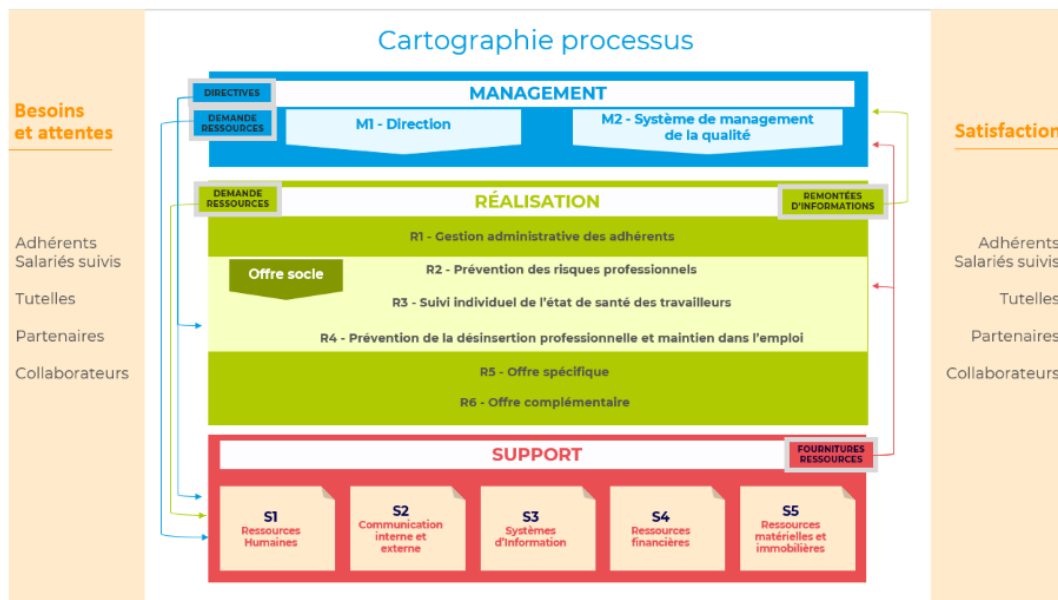 Cartographie processus
Besoins
et attentes
Adhérents
Salariés suivis
Tutelles
Partenaires
Collaborateurs
DIRECTIVES
MANAGEMENT
DEMANDE
RESSOURCES
M1 - Direction
M2 - Système de management
de la qualité
DEMANDE
RESSOURCES
RÉALISATION
REMONTÉES
D'INFORMATIONS
R1 - Gestion administrative des adhérents
Offre socle
R2 - Prévention des risques professionnels
R3 - Suivi individuel de l'état de santé des travailleurs
R4 - Prévention de la désinsertion professionnelle et maintien dans l'emploi
R5 - Offre spécifique
R6 - Offre complémentaire
SUPPORT
FOURNITURES
RESSOURCES
S1
Ressources
Humaines
S2
Communication
interne et
externe
S3
Systèmes
d'Information
S4
Ressources
financières
S5
Ressources
matérielles et
immobilières
Satisfaction
Adhérents
Salariés suivis
Tutelles
Partenaires
Collaborateurs